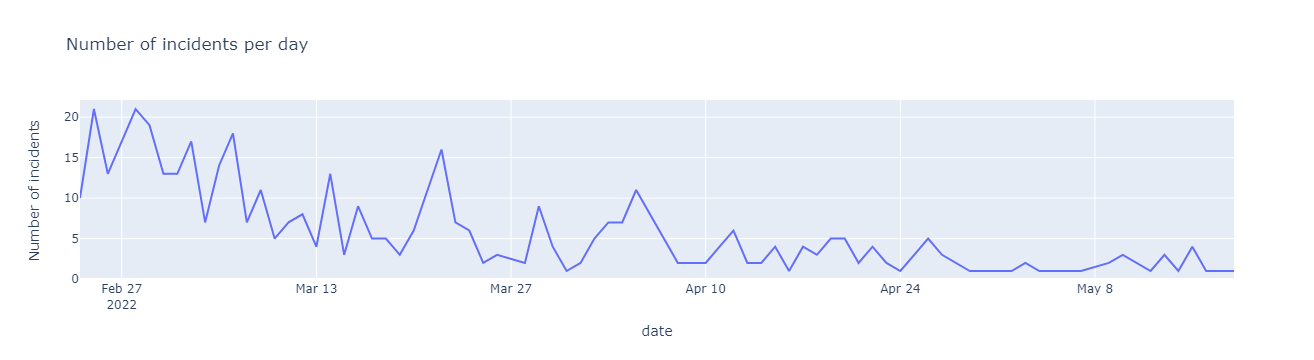 Number of incidents per day
Number of incidents
20
15
10
5
0
Feb 27
2022
Mar 13
Mar 27
Apr 10
Apr 24
May 8
date